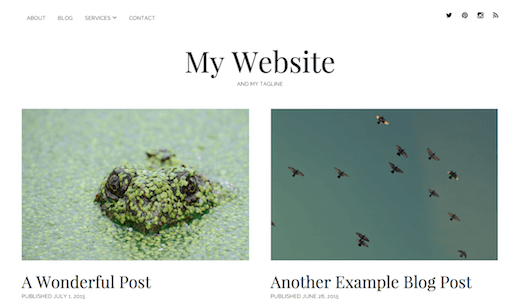 ABOUT BLOG SERVICES CONTACT
My Website
AND MY TAGLINE
A Wonderful Post
Another Example Blog Post
PUBLISHED JULY 1, 2015
PUBLISHED JUNE 28, 2015